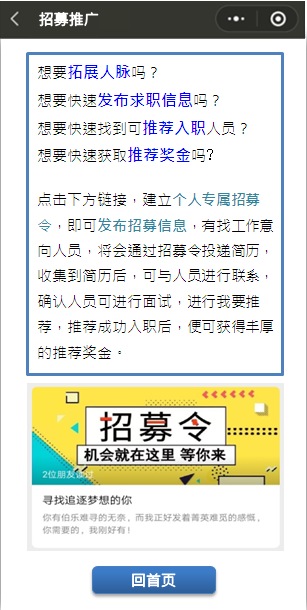 招募推广
想要拓展人脉吗？
想要快速发布求职信息吗？
想要快速找到可推荐入职人员？
想要快速获取推荐奖金吗?
点击下方链接，建立个人专属招募
令，即可发布招募信息，有找工作意
向人员，将会通过招募令投递简历，
收集到简历后，可与人员进行联系，
确认人员可进行面试，进行我要推
荐，推荐成功入职后，便可获得丰厚
的推荐奖金。
招募令
机会就在这里 等你来
2位朋友读过
寻找追逐梦想的你
你有伯乐难寻的无奈，而我正好发着菁英难觅的感慨，
你需要的，我刚好有！
回首页